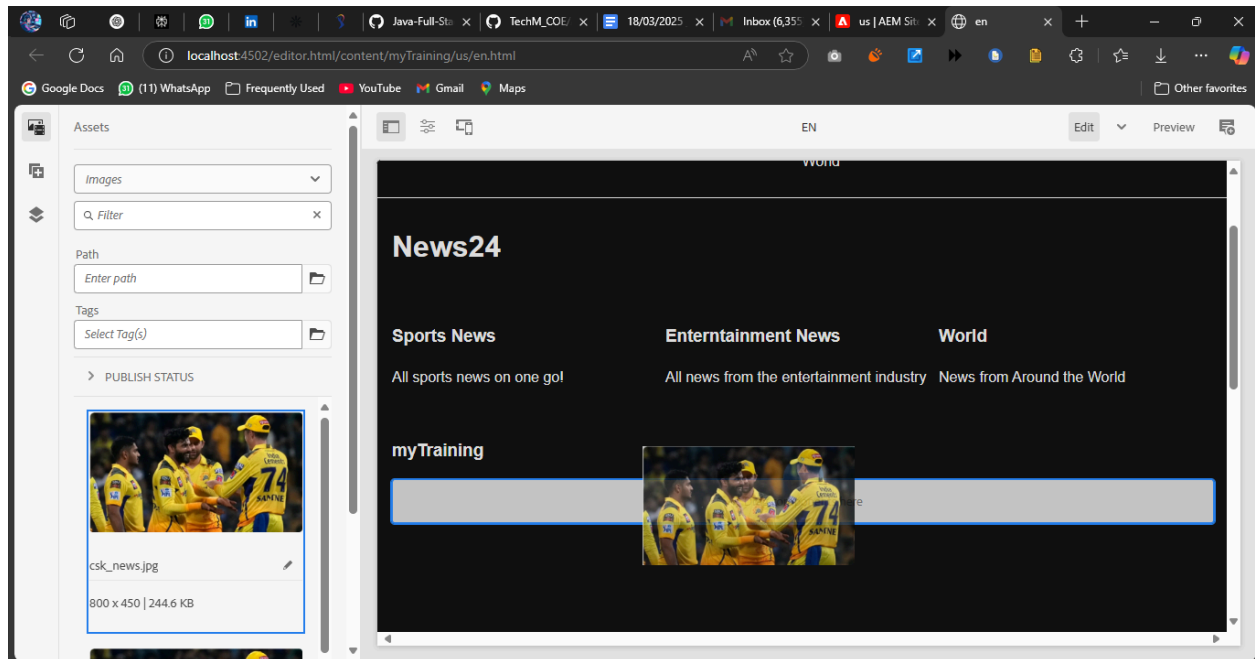 Java-Full-Sta
TechM_COE/
18/03/2025
Inbox (6,355
us | AEM Site
en
localhost:4502/editor.html/content/myTraining/us/en.html
Google Docs
(11) WhatsApp
Frequently Used
YouTube
Gmail
Maps
Other favorites
Assets
EN
Edit
Preview
Images
Filter
Path
Enter path
Tags
Select Tag(s)
PUBLISH STATUS
csk_news.jpg
800 x 450 | 244.6 KB
World
News24
Sports News
Enterntainment News
World
All sports news on one go!
All news from the entertainment industry
News from Around the World
myTraining
here
74
74